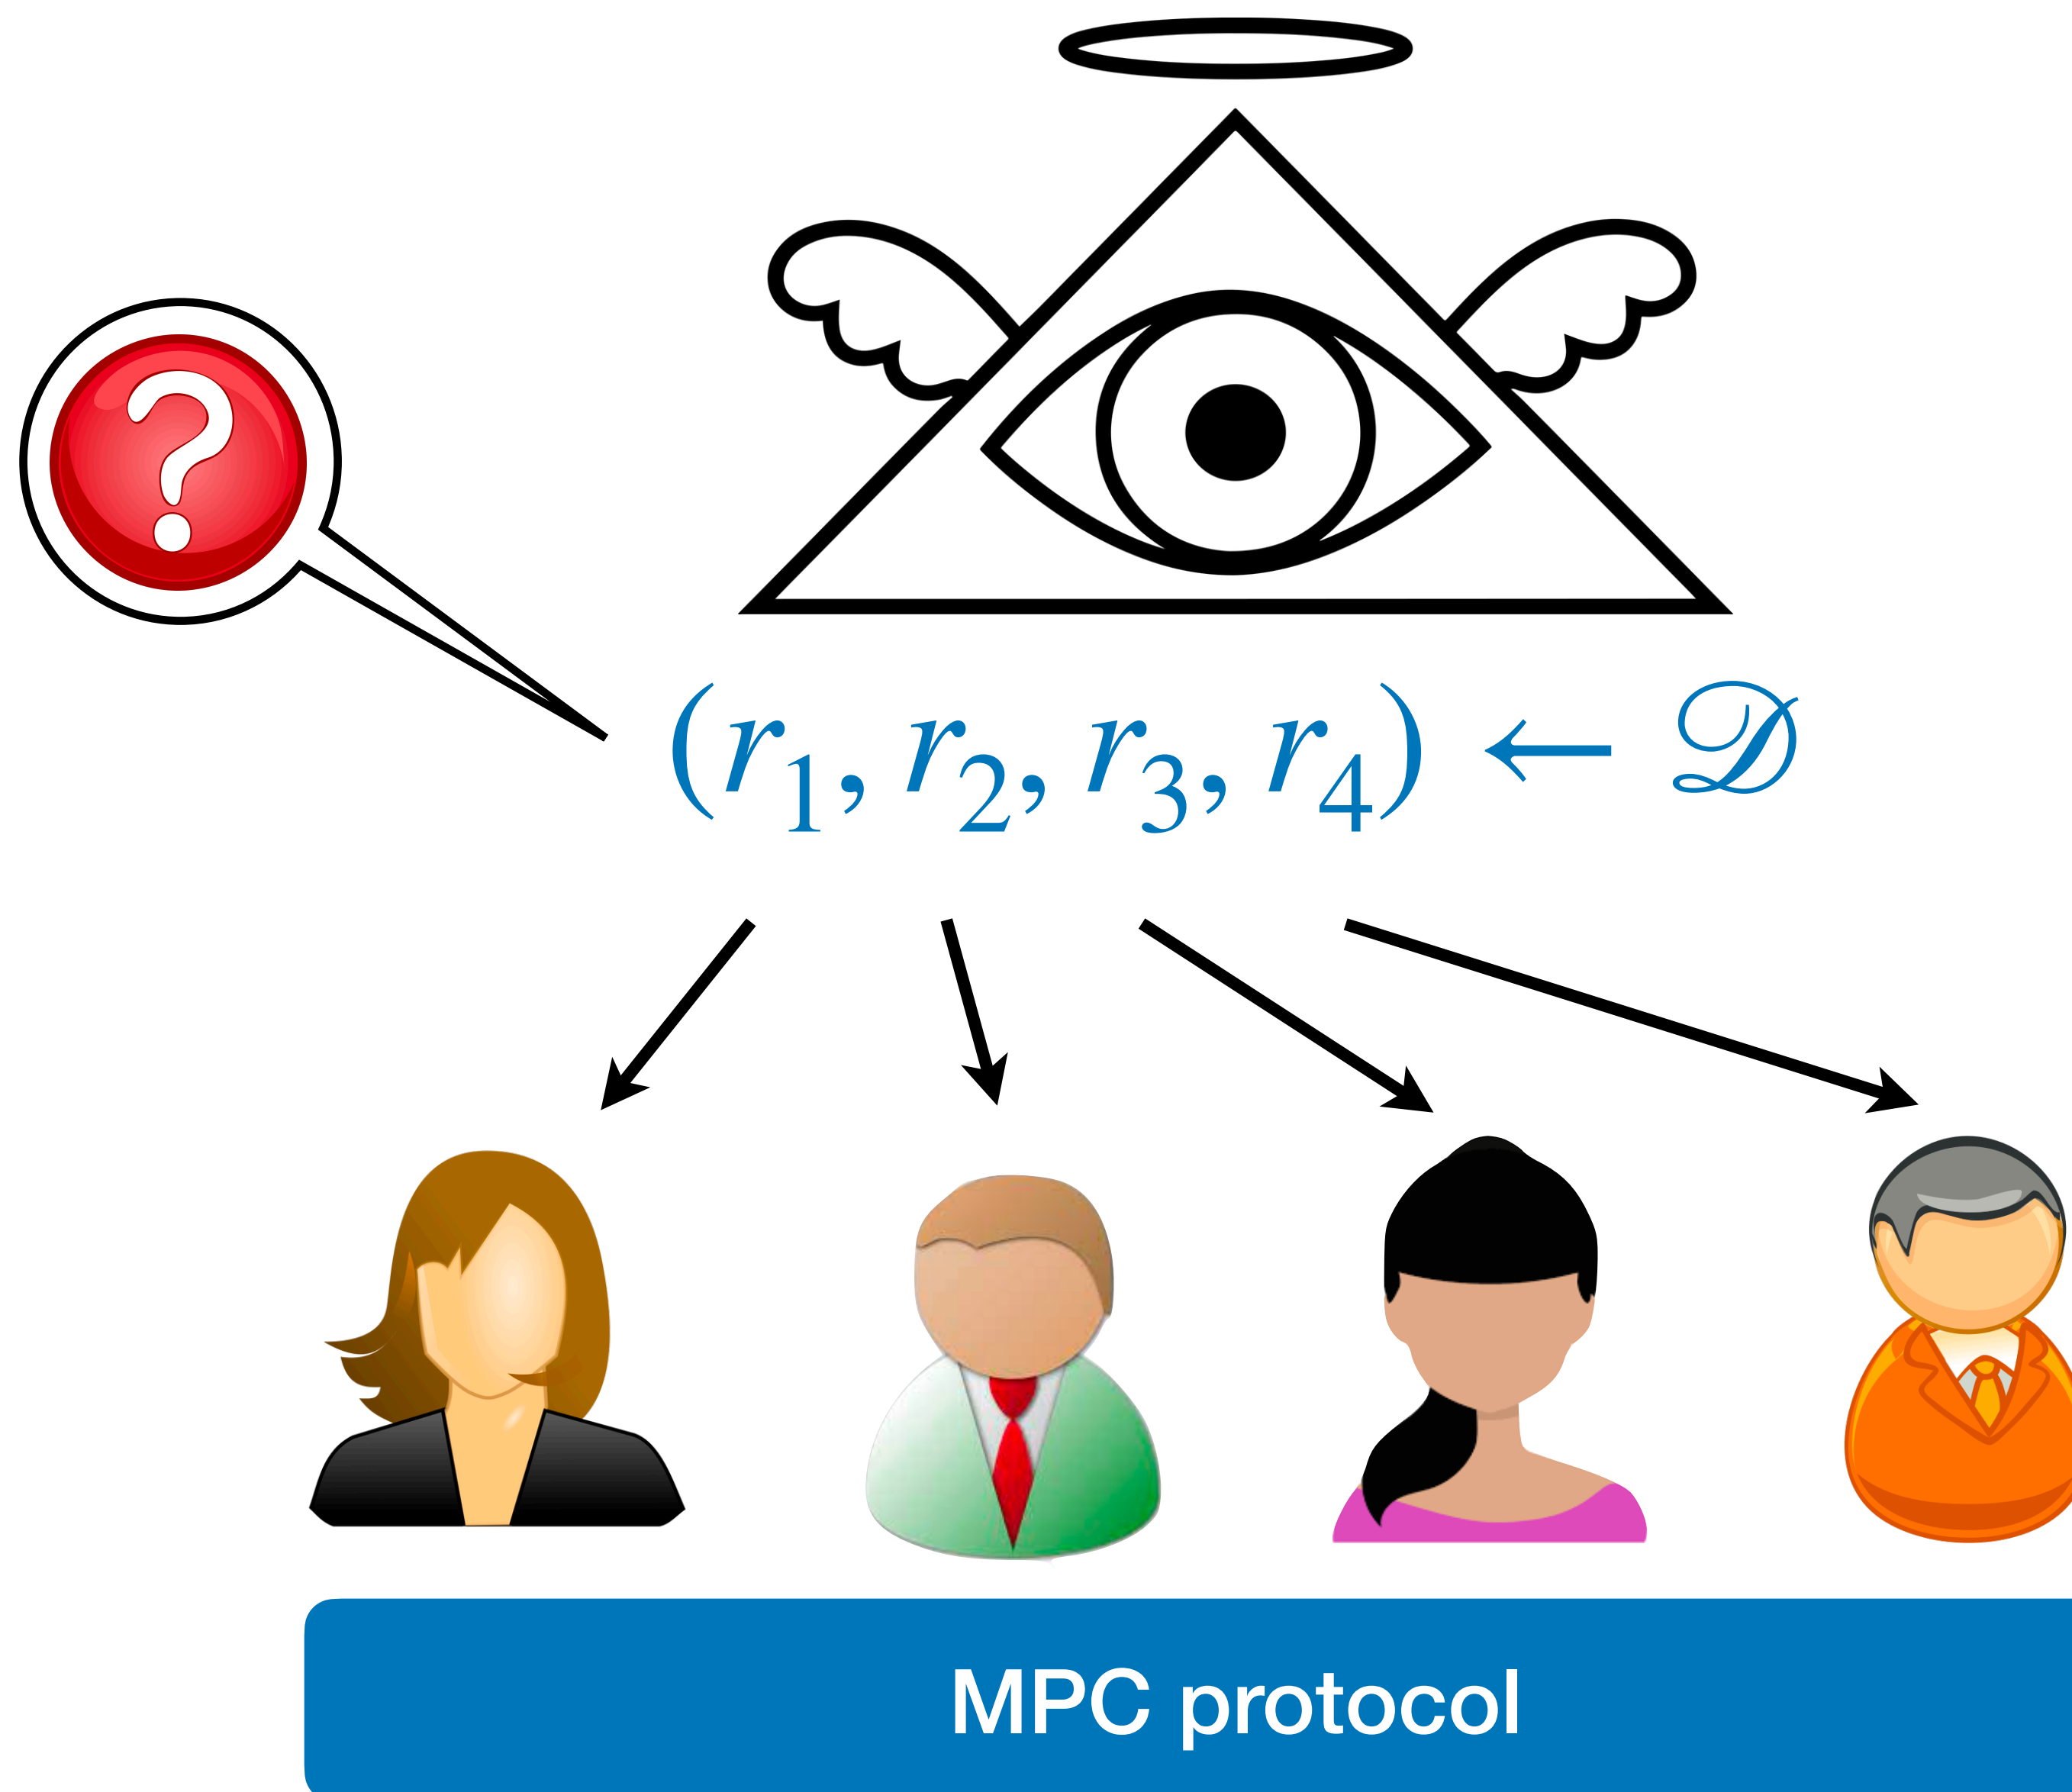 ?
(r₁, r₂, r₃, r₄) ← 𝒟
MPC protocol